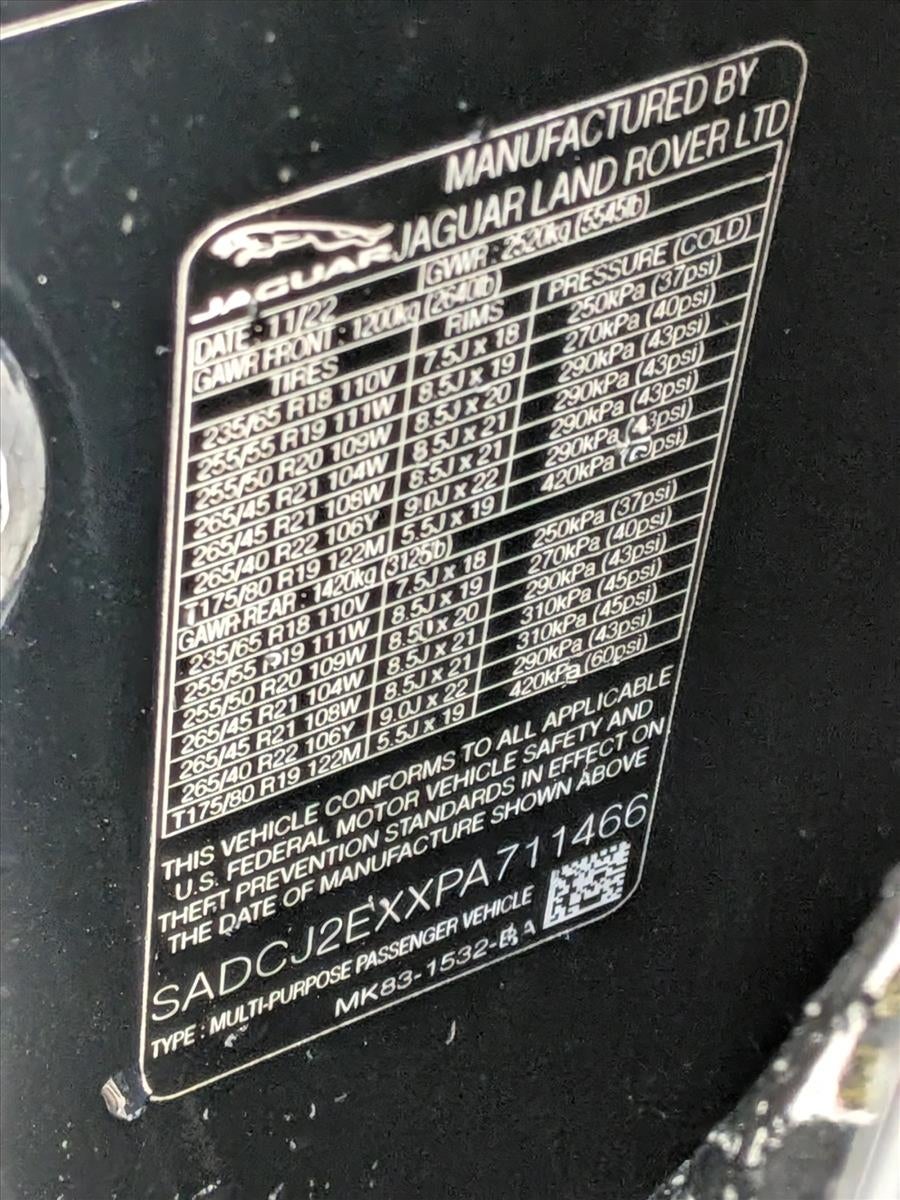 MANUFACTURED BY
JAGUAR JAGUAR LAND ROVER LTD
DATE : 11/22 GVWR : 2520kg (5545lb)
GAWR FRONT : 1200kg (2640lb)
TIRES RIMS PRESSURE (COLD)
235/65 R18 110V 7.5J x 18 250kPa (37psi)
255/55 R19 111W 8.5J x 19 270kPa (40psi)
255/50 R20 109W 8.5J x 20 290kPa (43psi)
265/45 R21 104W 8.5J x 21 290kPa (43psi)
265/45 R21 108W 8.5J x 21 290kPa (43psi)
265/40 R22 106Y 9.0J x 22 290kPa (43psi)
T175/80 R19 122M 5.5J x 19 420kPa (60psi)
GAWR REAR : 1420kg (3125lb)
235/65 R18 110V 7.5J x 18 250kPa (37psi)
255/55 R19 111W 8.5J x 19 270kPa (40psi)
255/50 R20 109W 8.5J x 20 290kPa (43psi)
265/45 R21 104W 8.5J x 21 310kPa (45psi)
265/45 R21 108W 8.5J x 21 310kPa (45psi)
265/40 R22 106Y 9.0J x 22 290kPa (43psi)
T175/80 R19 122M 5.5J x 19 420kPa (60psi)
THIS VEHICLE CONFORMS TO ALL APPLICABLE
U.S. FEDERAL MOTOR VEHICLE SAFETY AND
THEFT PREVENTION STANDARDS IN EFFECT ON
THE DATE OF MANUFACTURE SHOWN ABOVE
SADCJ2EXXPA711466
TYPE : MULTI-PURPOSE PASSENGER VEHICLE